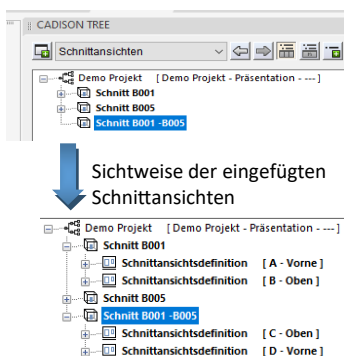 CADISON TREE
Schnittansichten
Demo Projekt [ Demo Projekt - Präsentation - --- ]
Schnitt B001
Schnitt B005
Schnitt B001 -B005
Sichtweise der eingefügten
Schnittansichten
Demo Projekt [ Demo Projekt - Präsentation - --- ]
Schnitt B001
Schnittansichtsdefinition [ A - Vorne ]
Schnittansichtsdefinition [ B - Oben ]
Schnitt B005
Schnitt B001 -B005
Schnittansichtsdefinition [ C - Oben ]
Schnittansichtsdefinition [ D - Vorne ]